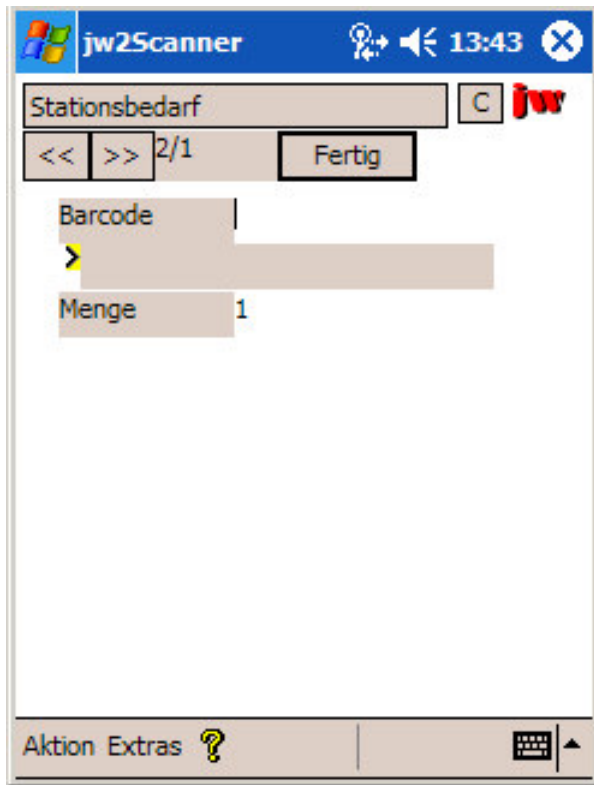 jw2Scanner 13:43
Stationsbedarf C jw
<< >> 2/1 Fertig
Barcode
>
Menge 1
Aktion Extras ?